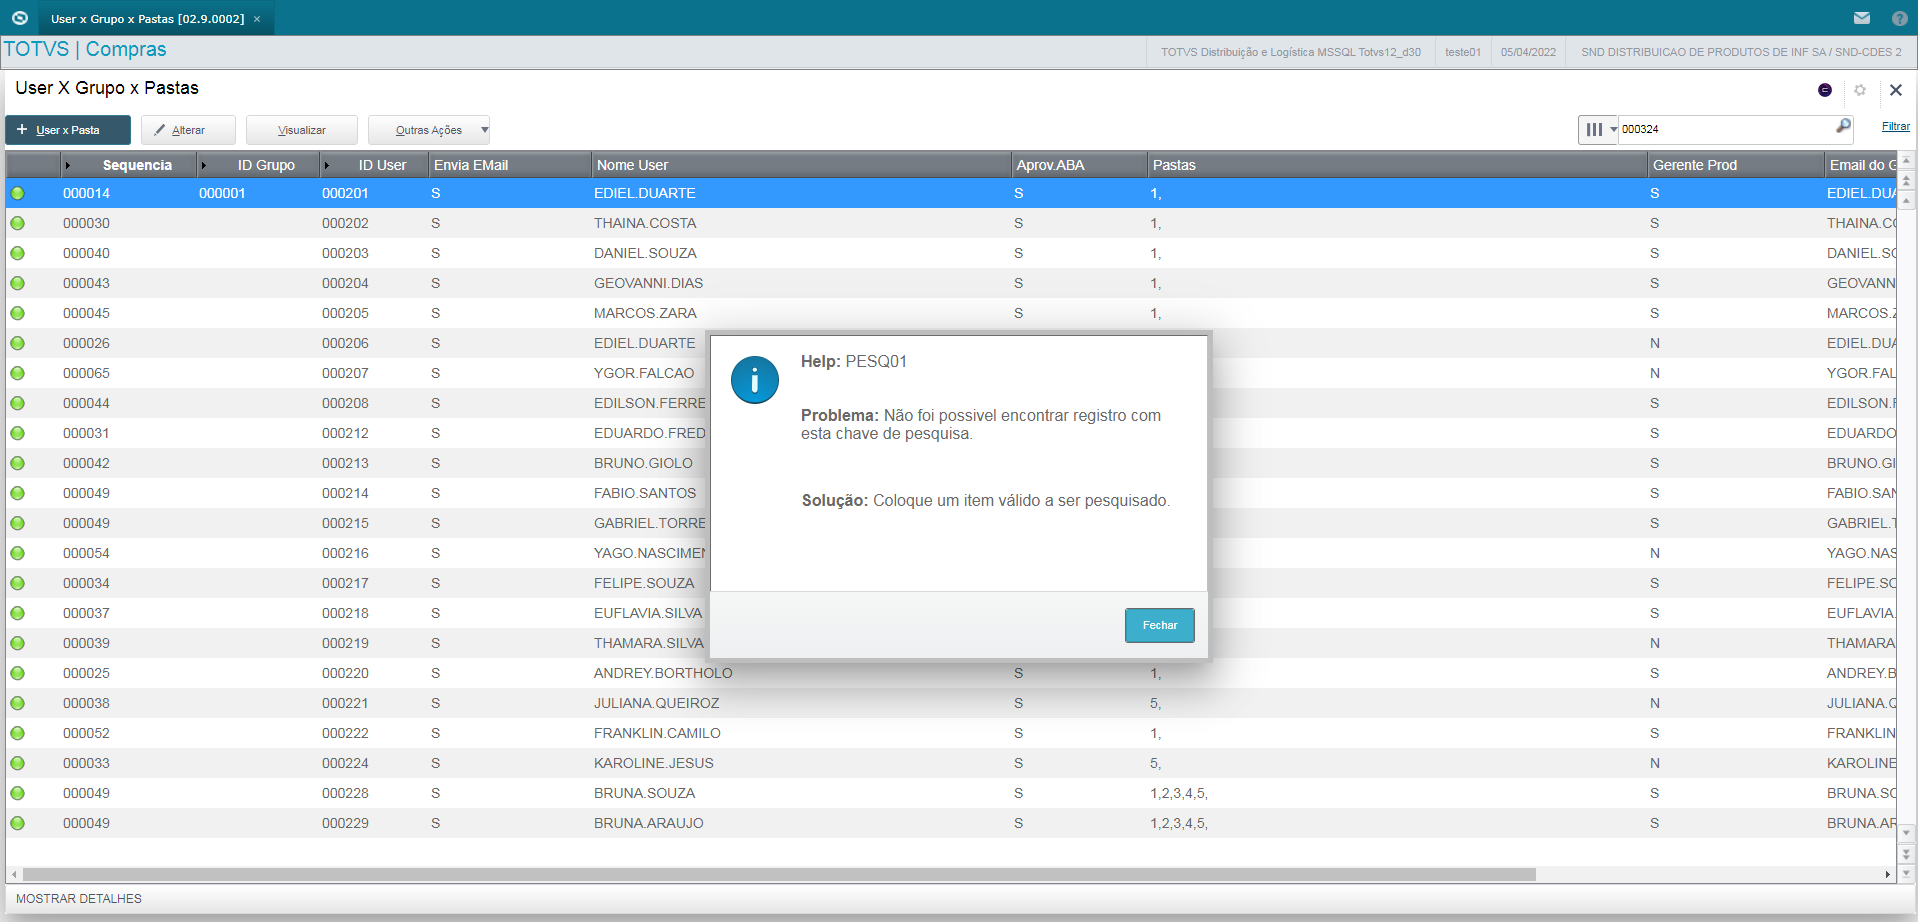 User x Grupo x Pastas [02.9.0002] ×
TOTVS | Compras
TOTVS Distribuição e Logística MSSQL Totvs12_d30 teste01 05/04/2022 SND DISTRIBUICAO DE PRODUTOS DE INF SA / SND-CDES 2
User X Grupo x Pastas
+ User x Pasta Alterar Visualizar Outras Ações 000324 Filtrar
Sequencia ID Grupo ID User Envia EMail Nome User Aprov.ABA Pastas Gerente Prod Email do G
000014 000001 000201 S EDIEL.DUARTE S 1, S EDIEL.DUA
000030 000202 S THAINA.COSTA S 1, S THAINA.CO
000040 000203 S DANIEL.SOUZA S 1, S DANIEL.SO
000043 000204 S GEOVANNI.DIAS S 1, S GEOVANN
000045 000205 S MARCOS.ZARA S 1, S MARCOS.Z
000026 000206 S EDIEL.DUARTE N EDIEL.DUA
000065 000207 S YGOR.FALCAO N YGOR.FAL
000044 000208 S EDILSON.FERRE S EDILSON.F
000031 000212 S EDUARDO.FRED S EDUARDO
000042 000213 S BRUNO.GIOLO S BRUNO.GI
000049 000214 S FABIO.SANTOS S FABIO.SAN
000049 000215 S GABRIEL.TORRE S GABRIEL.T
000054 000216 S YAGO.NASCIMEN N YAGO.NAS
000034 000217 S FELIPE.SOUZA S FELIPE.SO
000037 000218 S EUFLAVIA.SILVA S EUFLAVIA.
000039 000219 S THAMARA.SILVA N THAMARA
000025 000220 S ANDREY.BORTHOLO S 1, S ANDREY.B
000038 000221 S JULIANA.QUEIROZ S 5, N JULIANA.Q
000052 000222 S FRANKLIN.CAMILO S 1, S FRANKLIN
000033 000224 S KAROLINE.JESUS S 5, N KAROLINE
000049 000228 S BRUNA.SOUZA S 1,2,3,4,5, S BRUNA.SO
000049 000229 S BRUNA.ARAUJO S 1,2,3,4,5, S BRUNA.AR
Help: PESQ01
Problema: Não foi possivel encontrar registro com
esta chave de pesquisa.
Solução: Coloque um item válido a ser pesquisado.
Fechar
MOSTRAR DETALHES